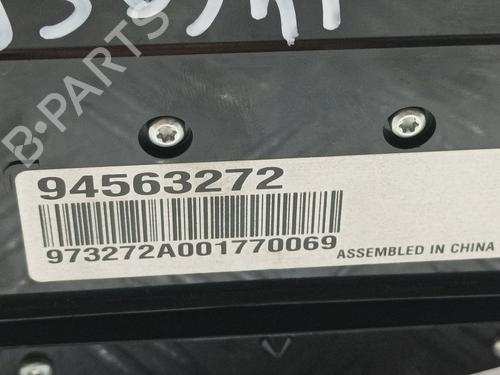 B-PARTS
94563272
973272A001770069
ASSEMBLED IN CHINA